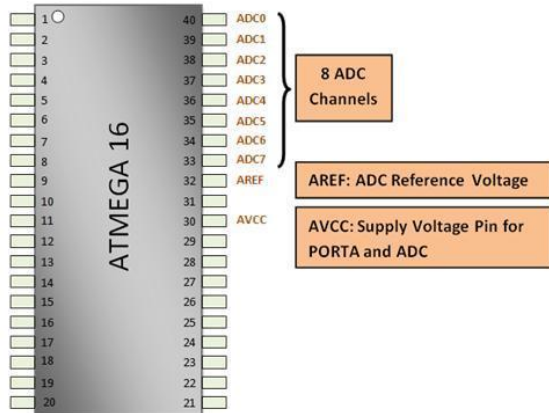 1 40 ADC0
2 39 ADC1
3 38 ADC2
4 37 ADC3
5 36 ADC4
6 35 ADC5
7 34 ADC6
8 33 ADC7
9 32 AREF
10 31
11 30 AVCC
12 29
13 28
14 27
15 26
16 25
17 24
18 23
19 22
20 21
ATMEGA 16
8 ADC
Channels
AREF: ADC Reference Voltage
AVCC: Supply Voltage Pin for
PORTA and ADC